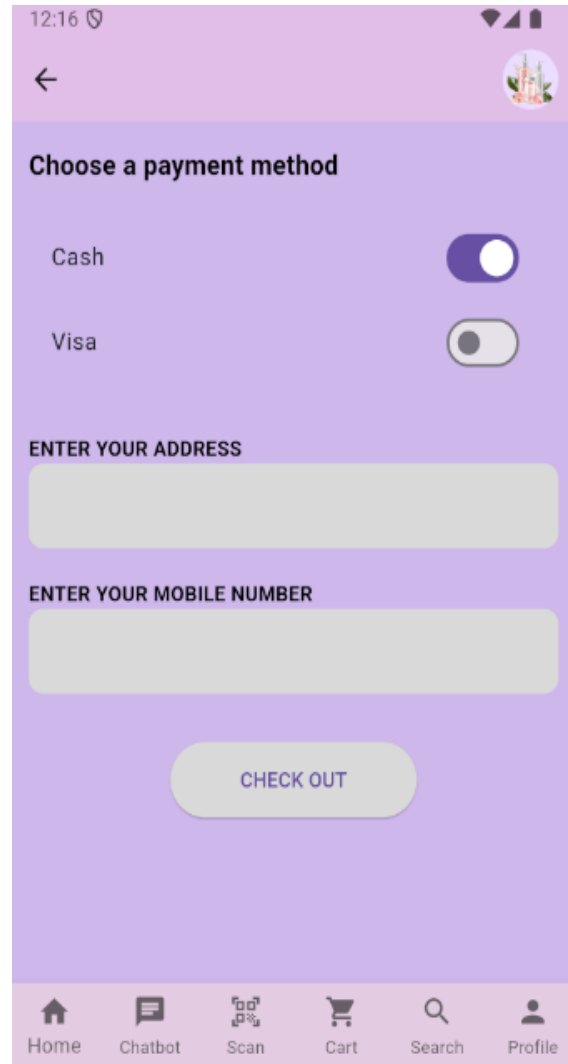 12:16
Choose a payment method
Cash
Visa
ENTER YOUR ADDRESS
ENTER YOUR MOBILE NUMBER
CHECK OUT
Home Chatbot Scan Cart Search Profile